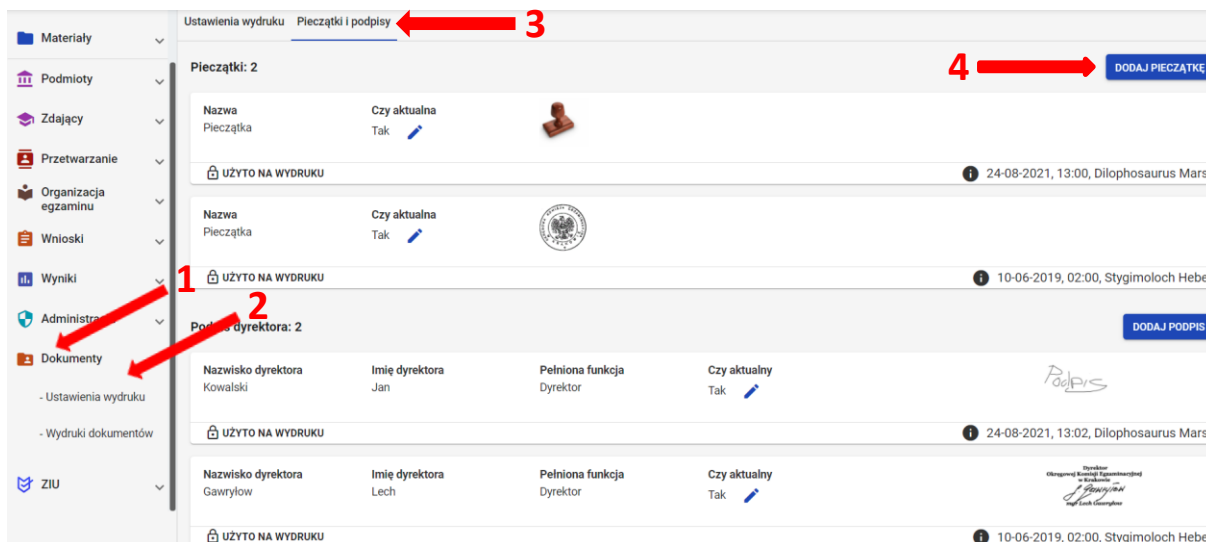 Materiały
Podmioty
Zdający
Przetwarzanie
Organizacja
egzaminu
Wnioski
Wyniki
Dokumenty
- Ustawienia wydruku
- Wydruki dokumentów
ZIU
1
2
Ustawienia wydruku Pieczątki i podpisy
3
Pieczątki: 2
4
DODAJ PIECZĄTKĘ
Nazwa Czy aktualna
Pieczątka Tak
UŻYTO NA WYDRUKU 24-08-2021, 13:00, Dilophosaurus Mars
Nazwa Czy aktualna
Pieczątka Tak
UŻYTO NA WYDRUKU 10-06-2019, 02:00, Stygimoloch Hebe
dyrektora: 2
DODAJ PODPIS
Nazwisko dyrektora Imię dyrektora Pełniona funkcja Czy aktualny
Kowalski Jan Dyrektor Tak
Podpis
UŻYTO NA WYDRUKU 24-08-2021, 13:02, Dilophosaurus Mars
Nazwisko dyrektora Imię dyrektora Pełniona funkcja Czy aktualny
Gawryłow Lech Dyrektor Tak
Dyrektor
Okręgowej Komisji Egzaminacyjnej
w Krakowie
mgr Lech Gawryłow
UŻYTO NA WYDRUKU 10-06-2019, 02:00, Stygimoloch Hebe